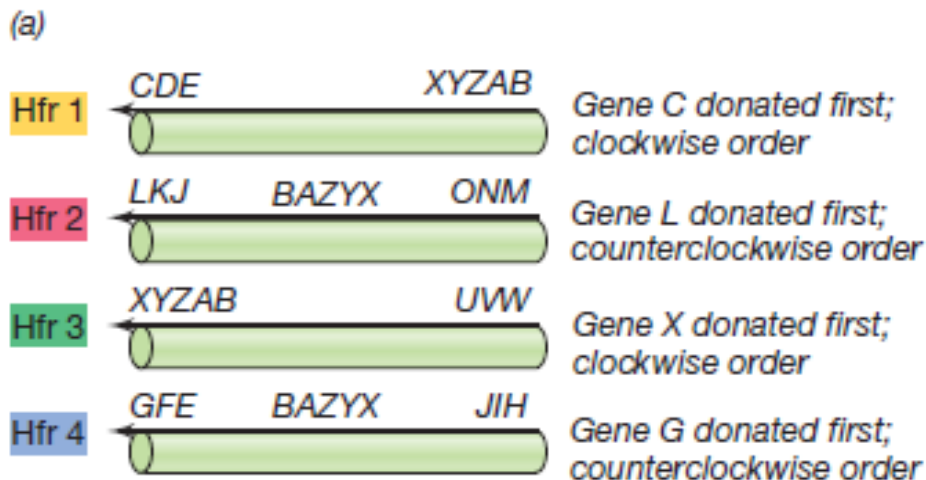 (a)
Hfr 1 CDE XYZAB Gene C donated first;
clockwise order
Hfr 2 LKJ BAZYX ONM Gene L donated first;
counterclockwise order
Hfr 3 XYZAB UVW Gene X donated first;
clockwise order
Hfr 4 GFE BAZYX JIH Gene G donated first;
counterclockwise order